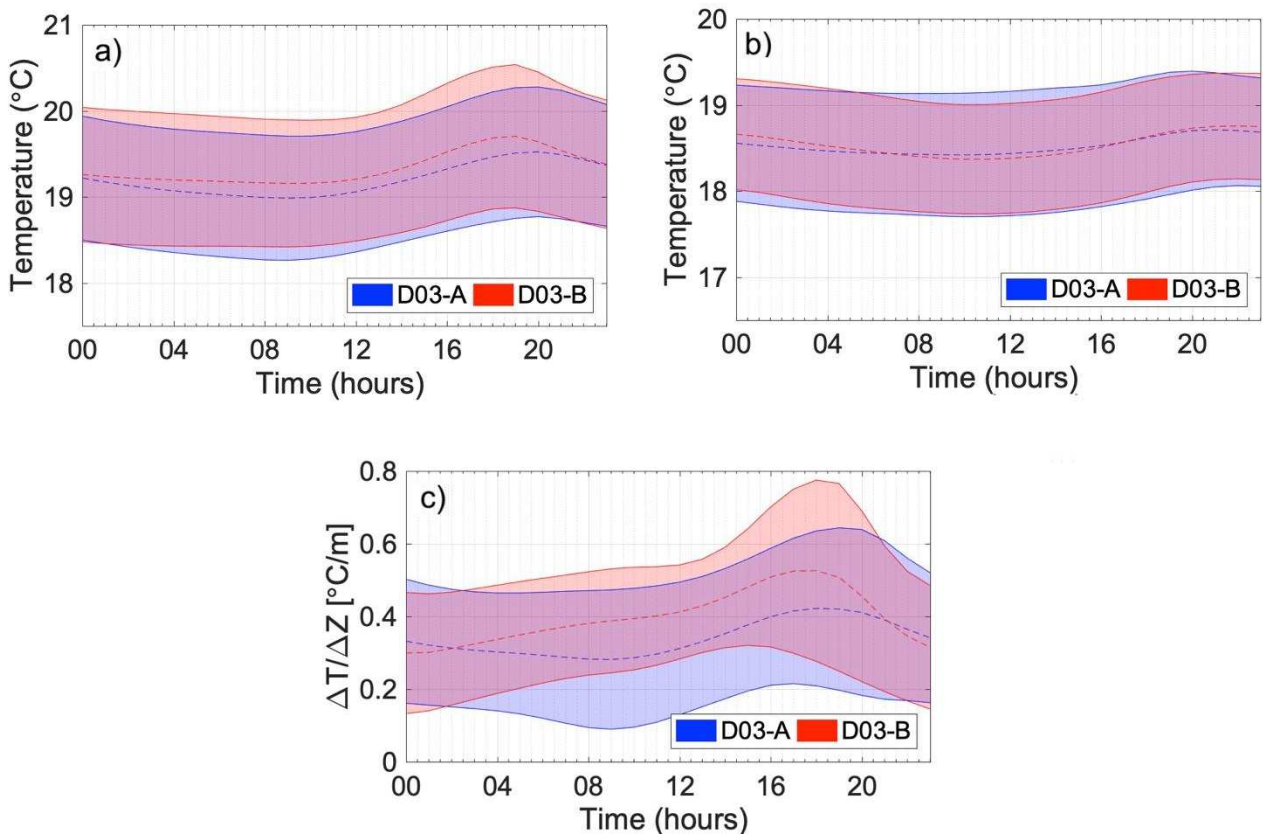 a)
Temperature (°C)
21
20
19
18
00 04 08 12 16 20
Time (hours)
D03-A D03-B
b)
Temperature (°C)
20
19
18
17
00 04 08 12 16 20
Time (hours)
D03-A D03-B
c)
ΔT/ΔZ [°C/m]
0.8
0.6
0.4
0.2
0
00 04 08 12 16 20
Time (hours)
D03-A D03-B